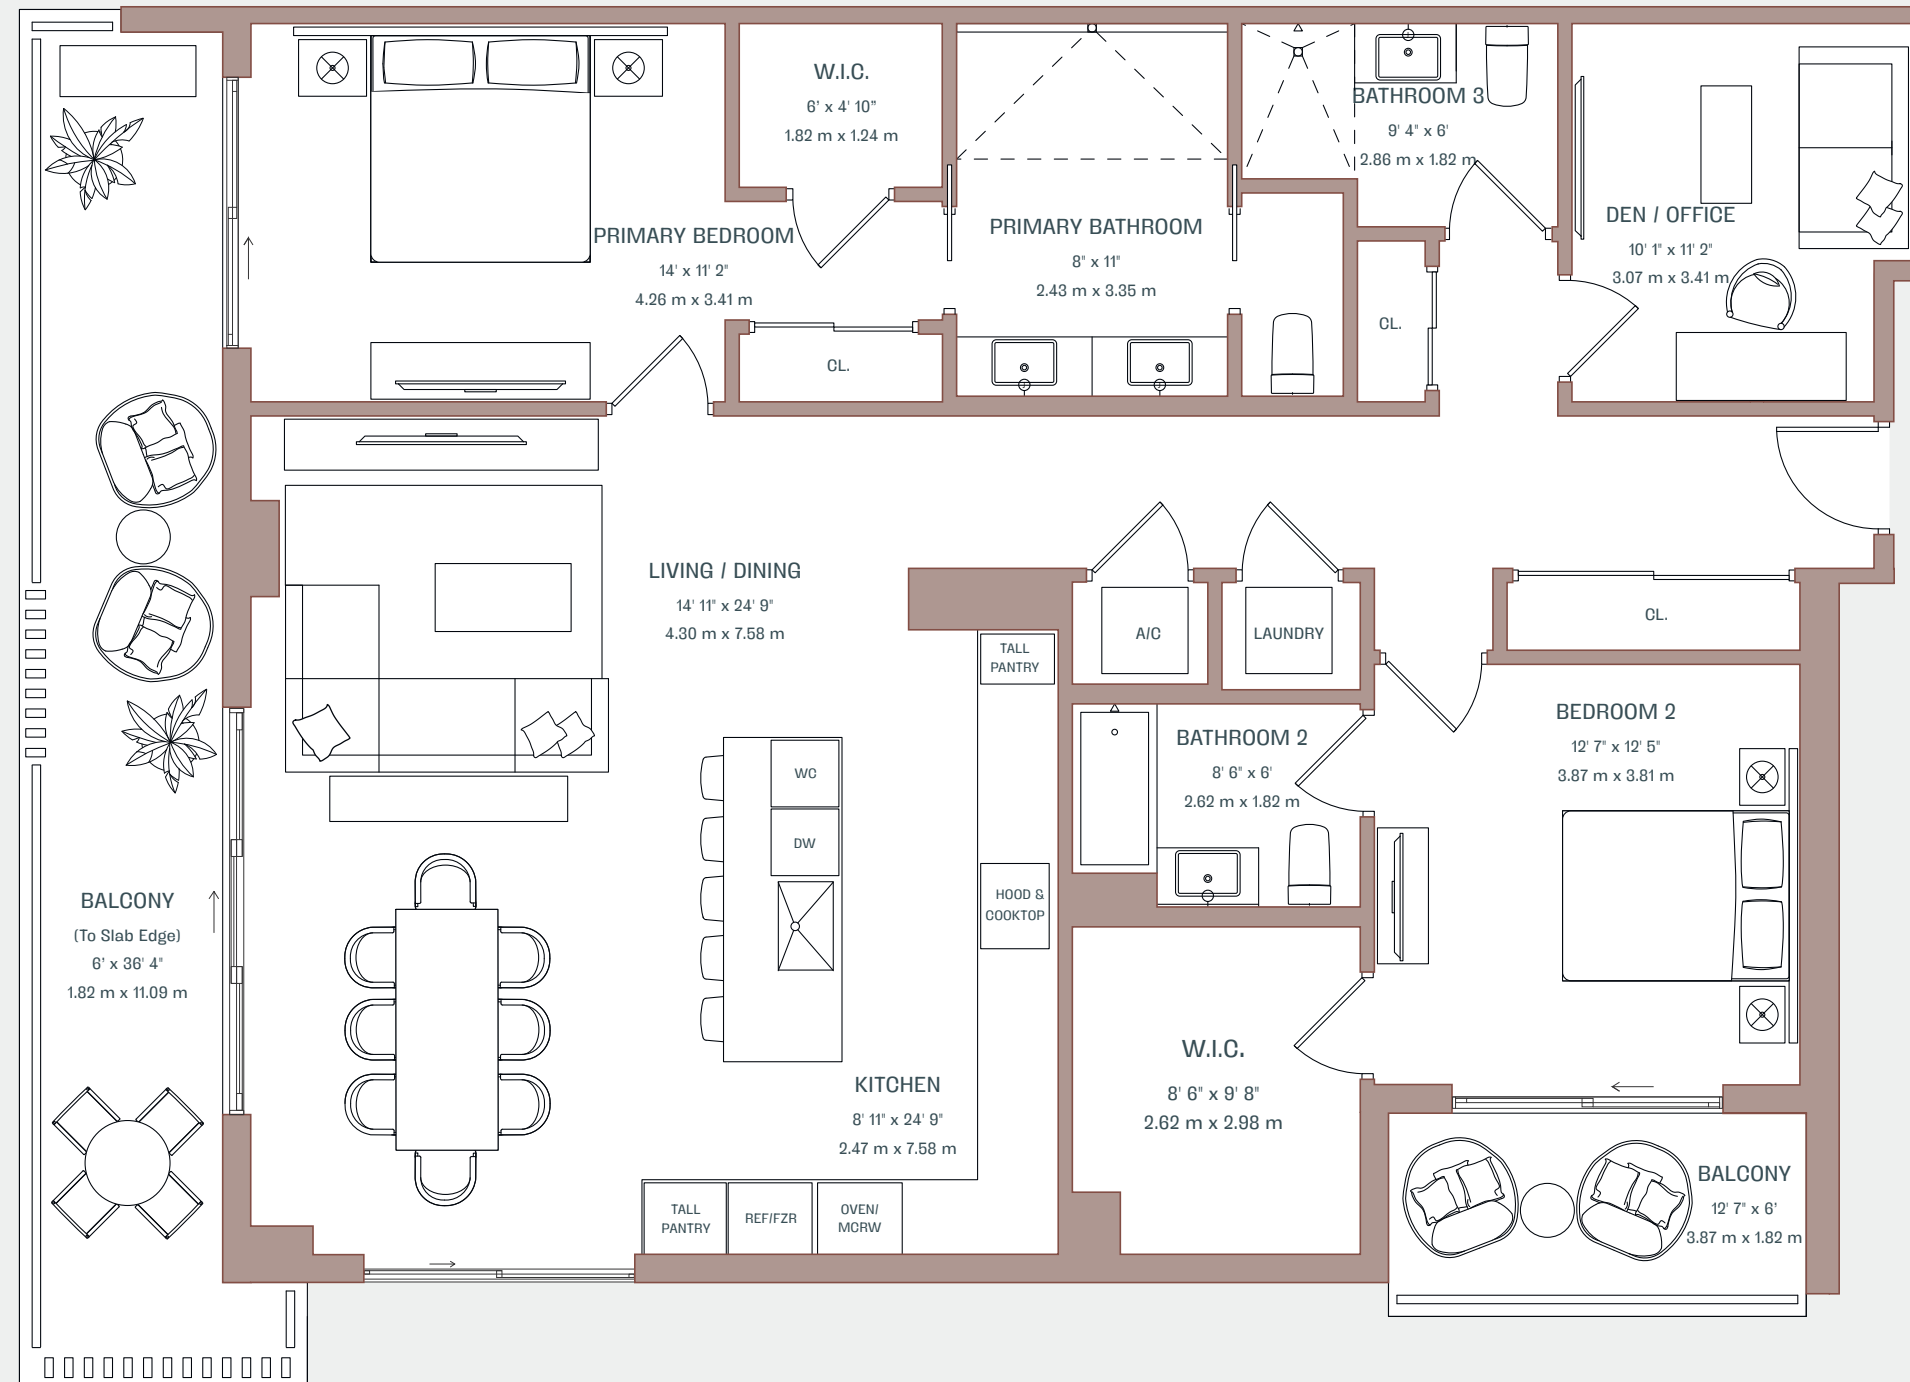 W.I.C.
6’ x 4' 10”
1.82 m x 1.24 m
BATHROOM 3
9' 4" x 6'
2.86 m x 1.82 m
PRIMARY BEDROOM
14' x 11' 2"
4.26 m x 3.41 m
PRIMARY BATHROOM
8" x 11"
2.43 m x 3.35 m
DEN / OFFICE
10' 1" x 11' 2"
3.07 m x 3.41 m
CL.
CL.
LIVING / DINING
14' 11" x 24' 9"
4.30 m x 7.58 m
A/C
LAUNDRY
CL.
TALL
PANTRY
BATHROOM 2
8' 6" x 6'
2.62 m x 1.82 m
BEDROOM 2
12' 7" x 12' 5"
3.87 m x 3.81 m
WC
DW
HOOD &
COOKTOP
BALCONY
(To Slab Edge)
6’ x 36' 4"
1.82 m x 11.09 m
W.I.C.
8' 6" x 9' 8"
2.62 m x 2.98 m
KITCHEN
8' 11" x 24' 9"
2.47 m x 7.58 m
TALL
PANTRY
REF/FZR
OVEN/
MCRW
BALCONY
12' 7" x 6'
3.87 m x 1.82 m